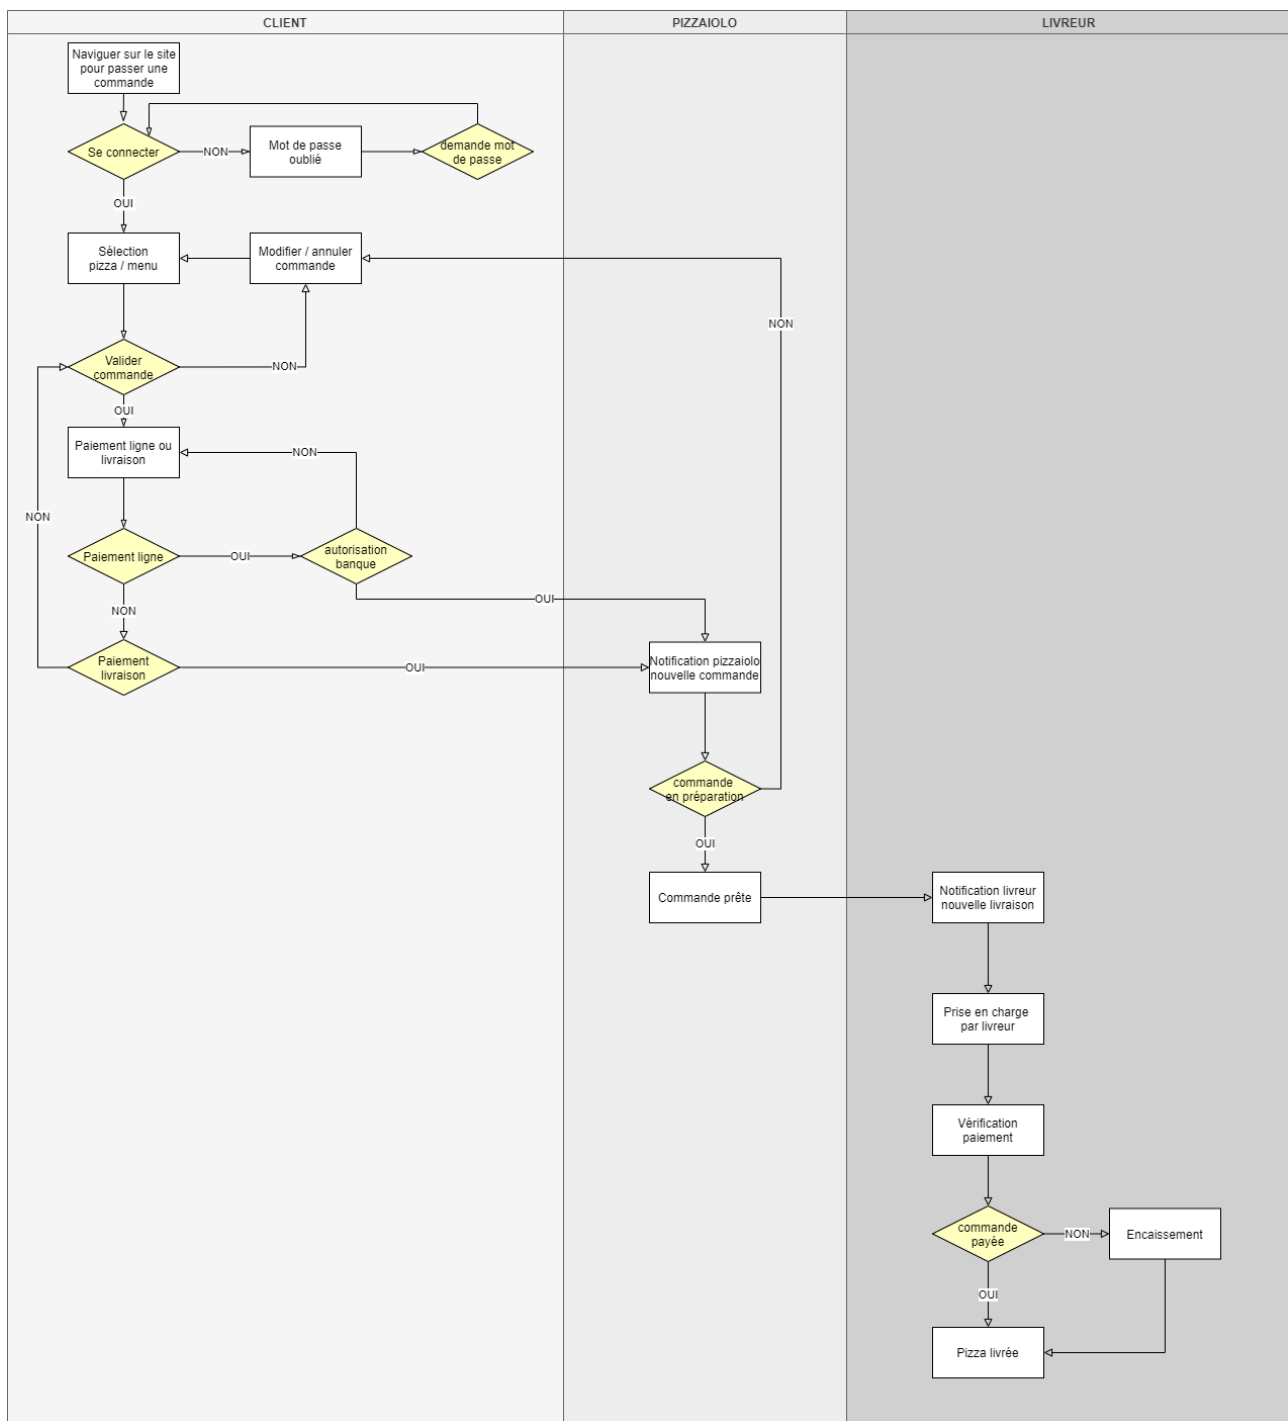 CLIENT
PIZZAIOLO
LIVREUR
Naviguer sur le site
pour passer une
commande
Se connecter
NON
Mot de passe
oublié
demande mot
de passe
OUI
Sélection
pizza / menu
Modifier / annuler
commande
NON
Valider
commande
NON
OUI
Paiement ligne ou
livraison
NON
NON
Paiement ligne
OUI
autorisation
banque
OUI
NON
Paiement
livraison
OUI
Notification pizzaiolo
nouvelle commande
commande
en préparation
OUI
Commande prête
Notification livreur
nouvelle livraison
Prise en charge
par livreur
Vérification
paiement
commande
payée
NON
Encaissement
OUI
Pizza livrée